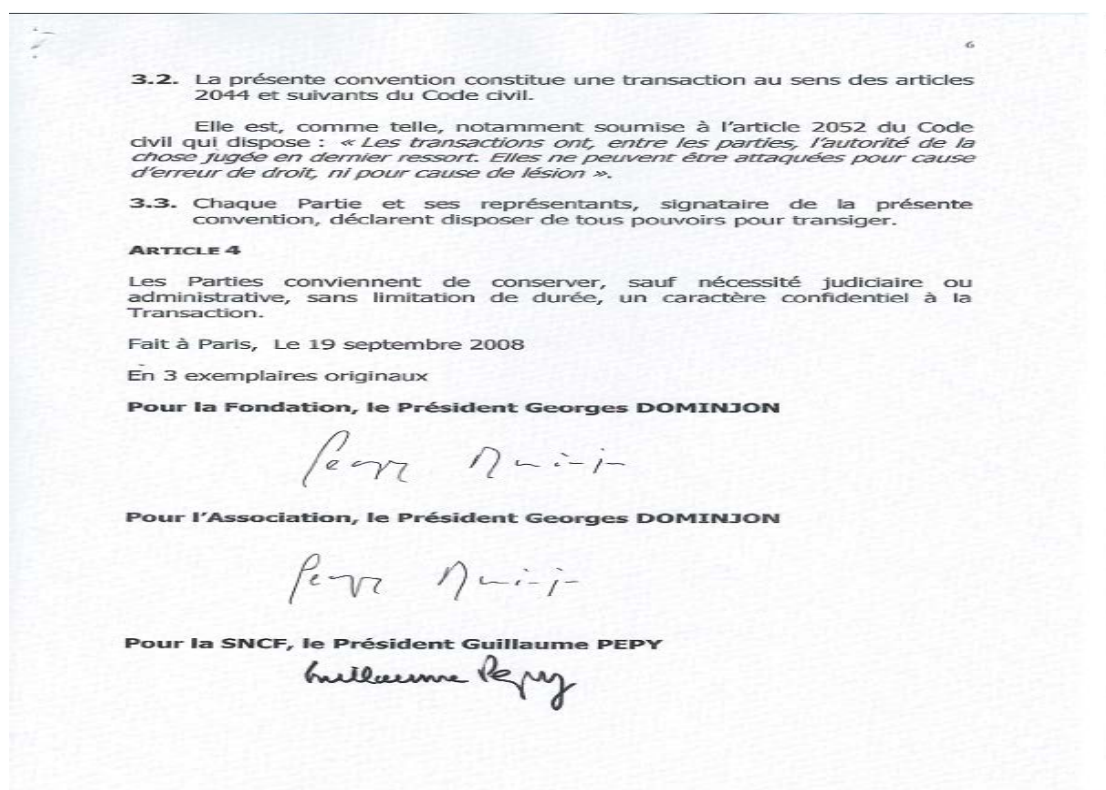 6
3.2. La présente convention constitue une transaction au sens des articles
2044 et suivants du Code civil.
Elle est, comme telle, notamment soumise à l'article 2052 du Code
civil qui dispose : « Les transactions ont, entre les parties, l'autorité de la
chose jugée en dernier ressort. Elles ne peuvent être attaquées pour cause
d'erreur de droit, ni pour cause de lésion ».
3.3. Chaque Partie et ses représentants, signataire de la présente
convention, déclarent disposer de tous pouvoirs pour transiger.
ARTICLE 4
Les Parties conviennent de conserver, sauf nécessité judiciaire ou
administrative, sans limitation de durée, un caractère confidentiel à la
Transaction.
Fait à Paris, Le 19 septembre 2008
En 3 exemplaires originaux
Pour la Fondation, le Président Georges DOMINJON
Pour l'Association, le Président Georges DOMINJON
Pour la SNCF, le Président Guillaume PEPY
Guillaume Pepy